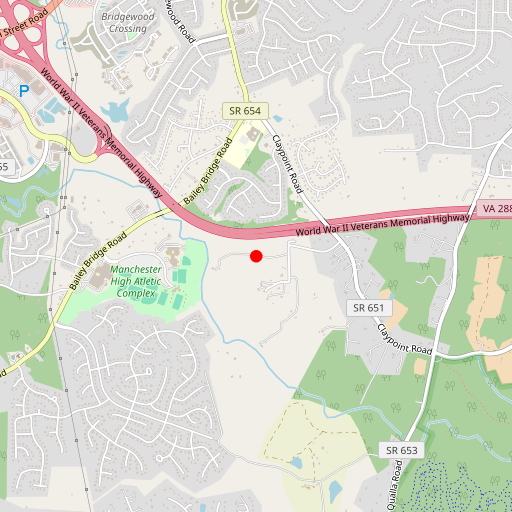 Bridgewood
Crossing
Street Road
ewood Road
World War II Veterans Memorial Highway
P
SR 654
Claypoint Road
Bailey Bridge Road
55
VA 288
World War II Veterans Memorial Highway
Bailey Bridge Road
Manchester
High Atletic
Complex
SR 651
Claypoint Road
SR 653
Qualla Road